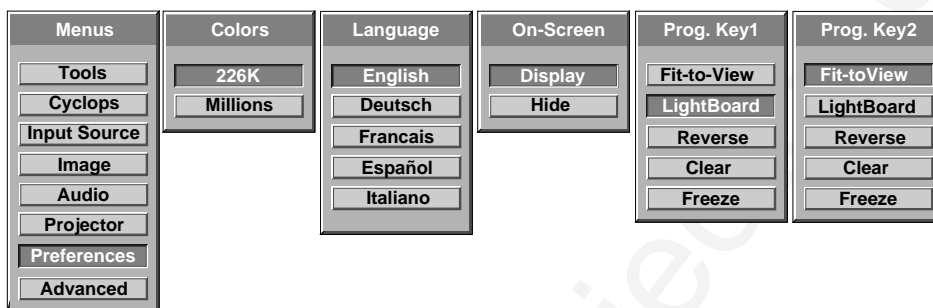 Menus
Tools
Cyclops
Input Source
Image
Audio
Projector
Preferences
Advanced
Colors
226K
Millions
Language
English
Deutsch
Francais
Español
Italiano
On-Screen
Display
Hide
Prog. Key1
Fit-to-View
LightBoard
Reverse
Clear
Freeze
Prog. Key2
Fit-toView
LightBoard
Reverse
Clear
Freeze